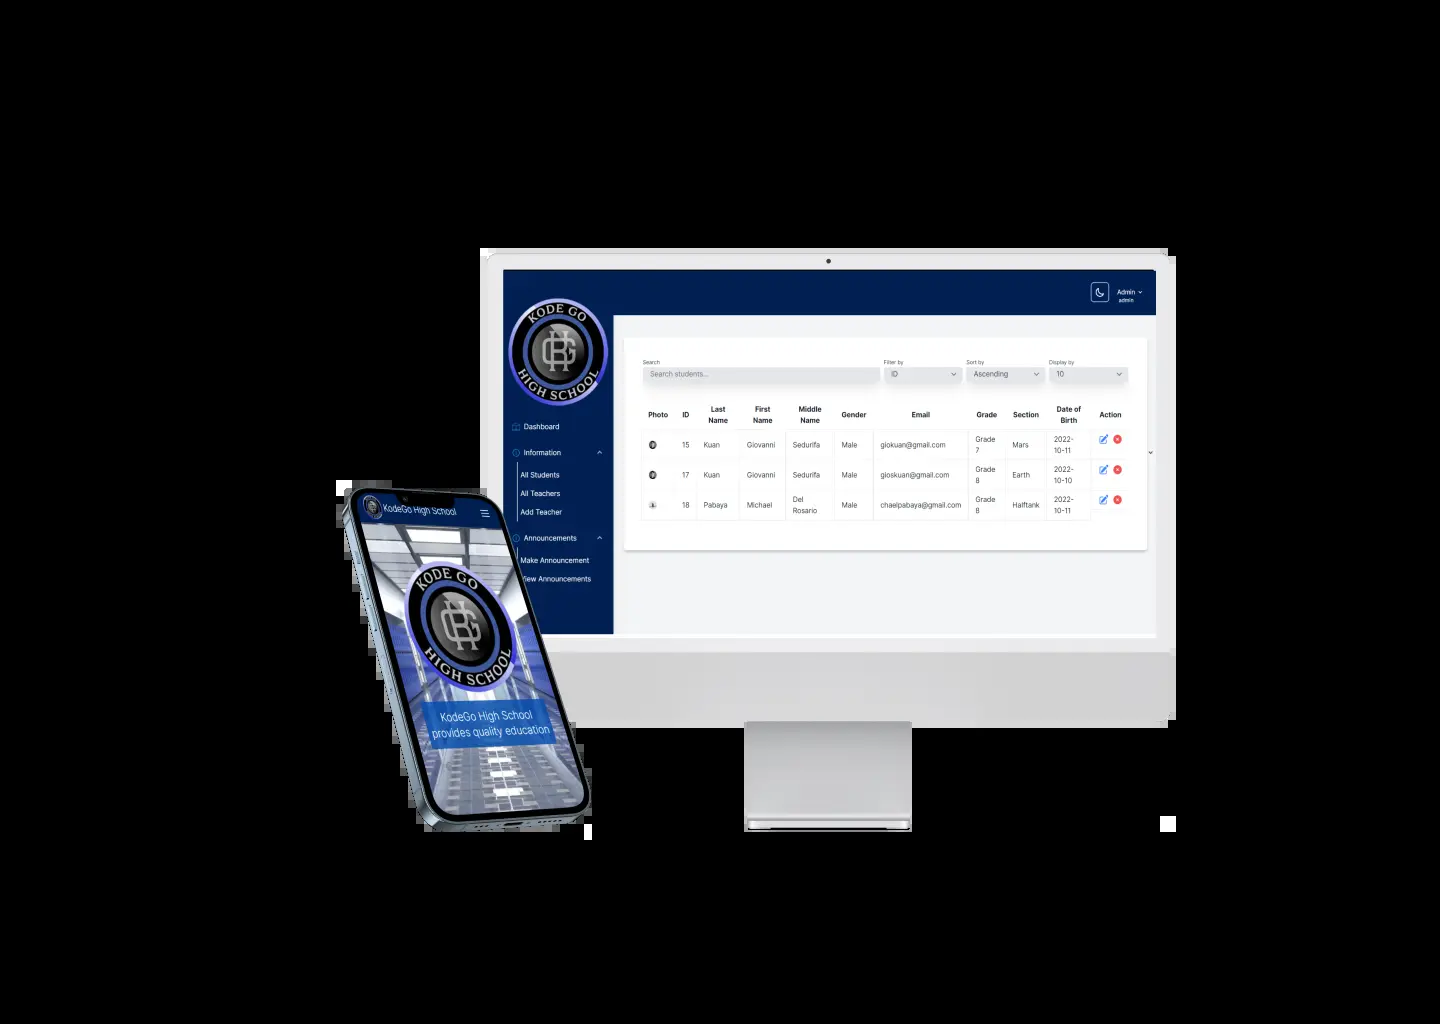 Admin
admin
KODE GO
HIGH SCHOOL
Dashboard
Information
All Students
All Teachers
Add Teacher
Announcements
Make Announcement
View Announcements
Search
Search students...
Filter by
ID
Sort by
Ascending
Display by
10
Photo ID Last Name First Name Middle Name Gender Email Grade Section Date of Birth Action
15 Kuan Giovanni Sedurifa Male giokuan@gmail.com Grade 7 Mars 2022-10-11
17 Kuan Giovanni Sedurifa Male gioskuan@gmail.com Grade 8 Earth 2022-10-10
18 Pabaya Michael Del Rosario Male chaelpabaya@gmail.com Grade 8 Halftank 2022-10-11
KodeGo High School
KODE GO
HIGH SCHOOL
KodeGo High School
provides quality education